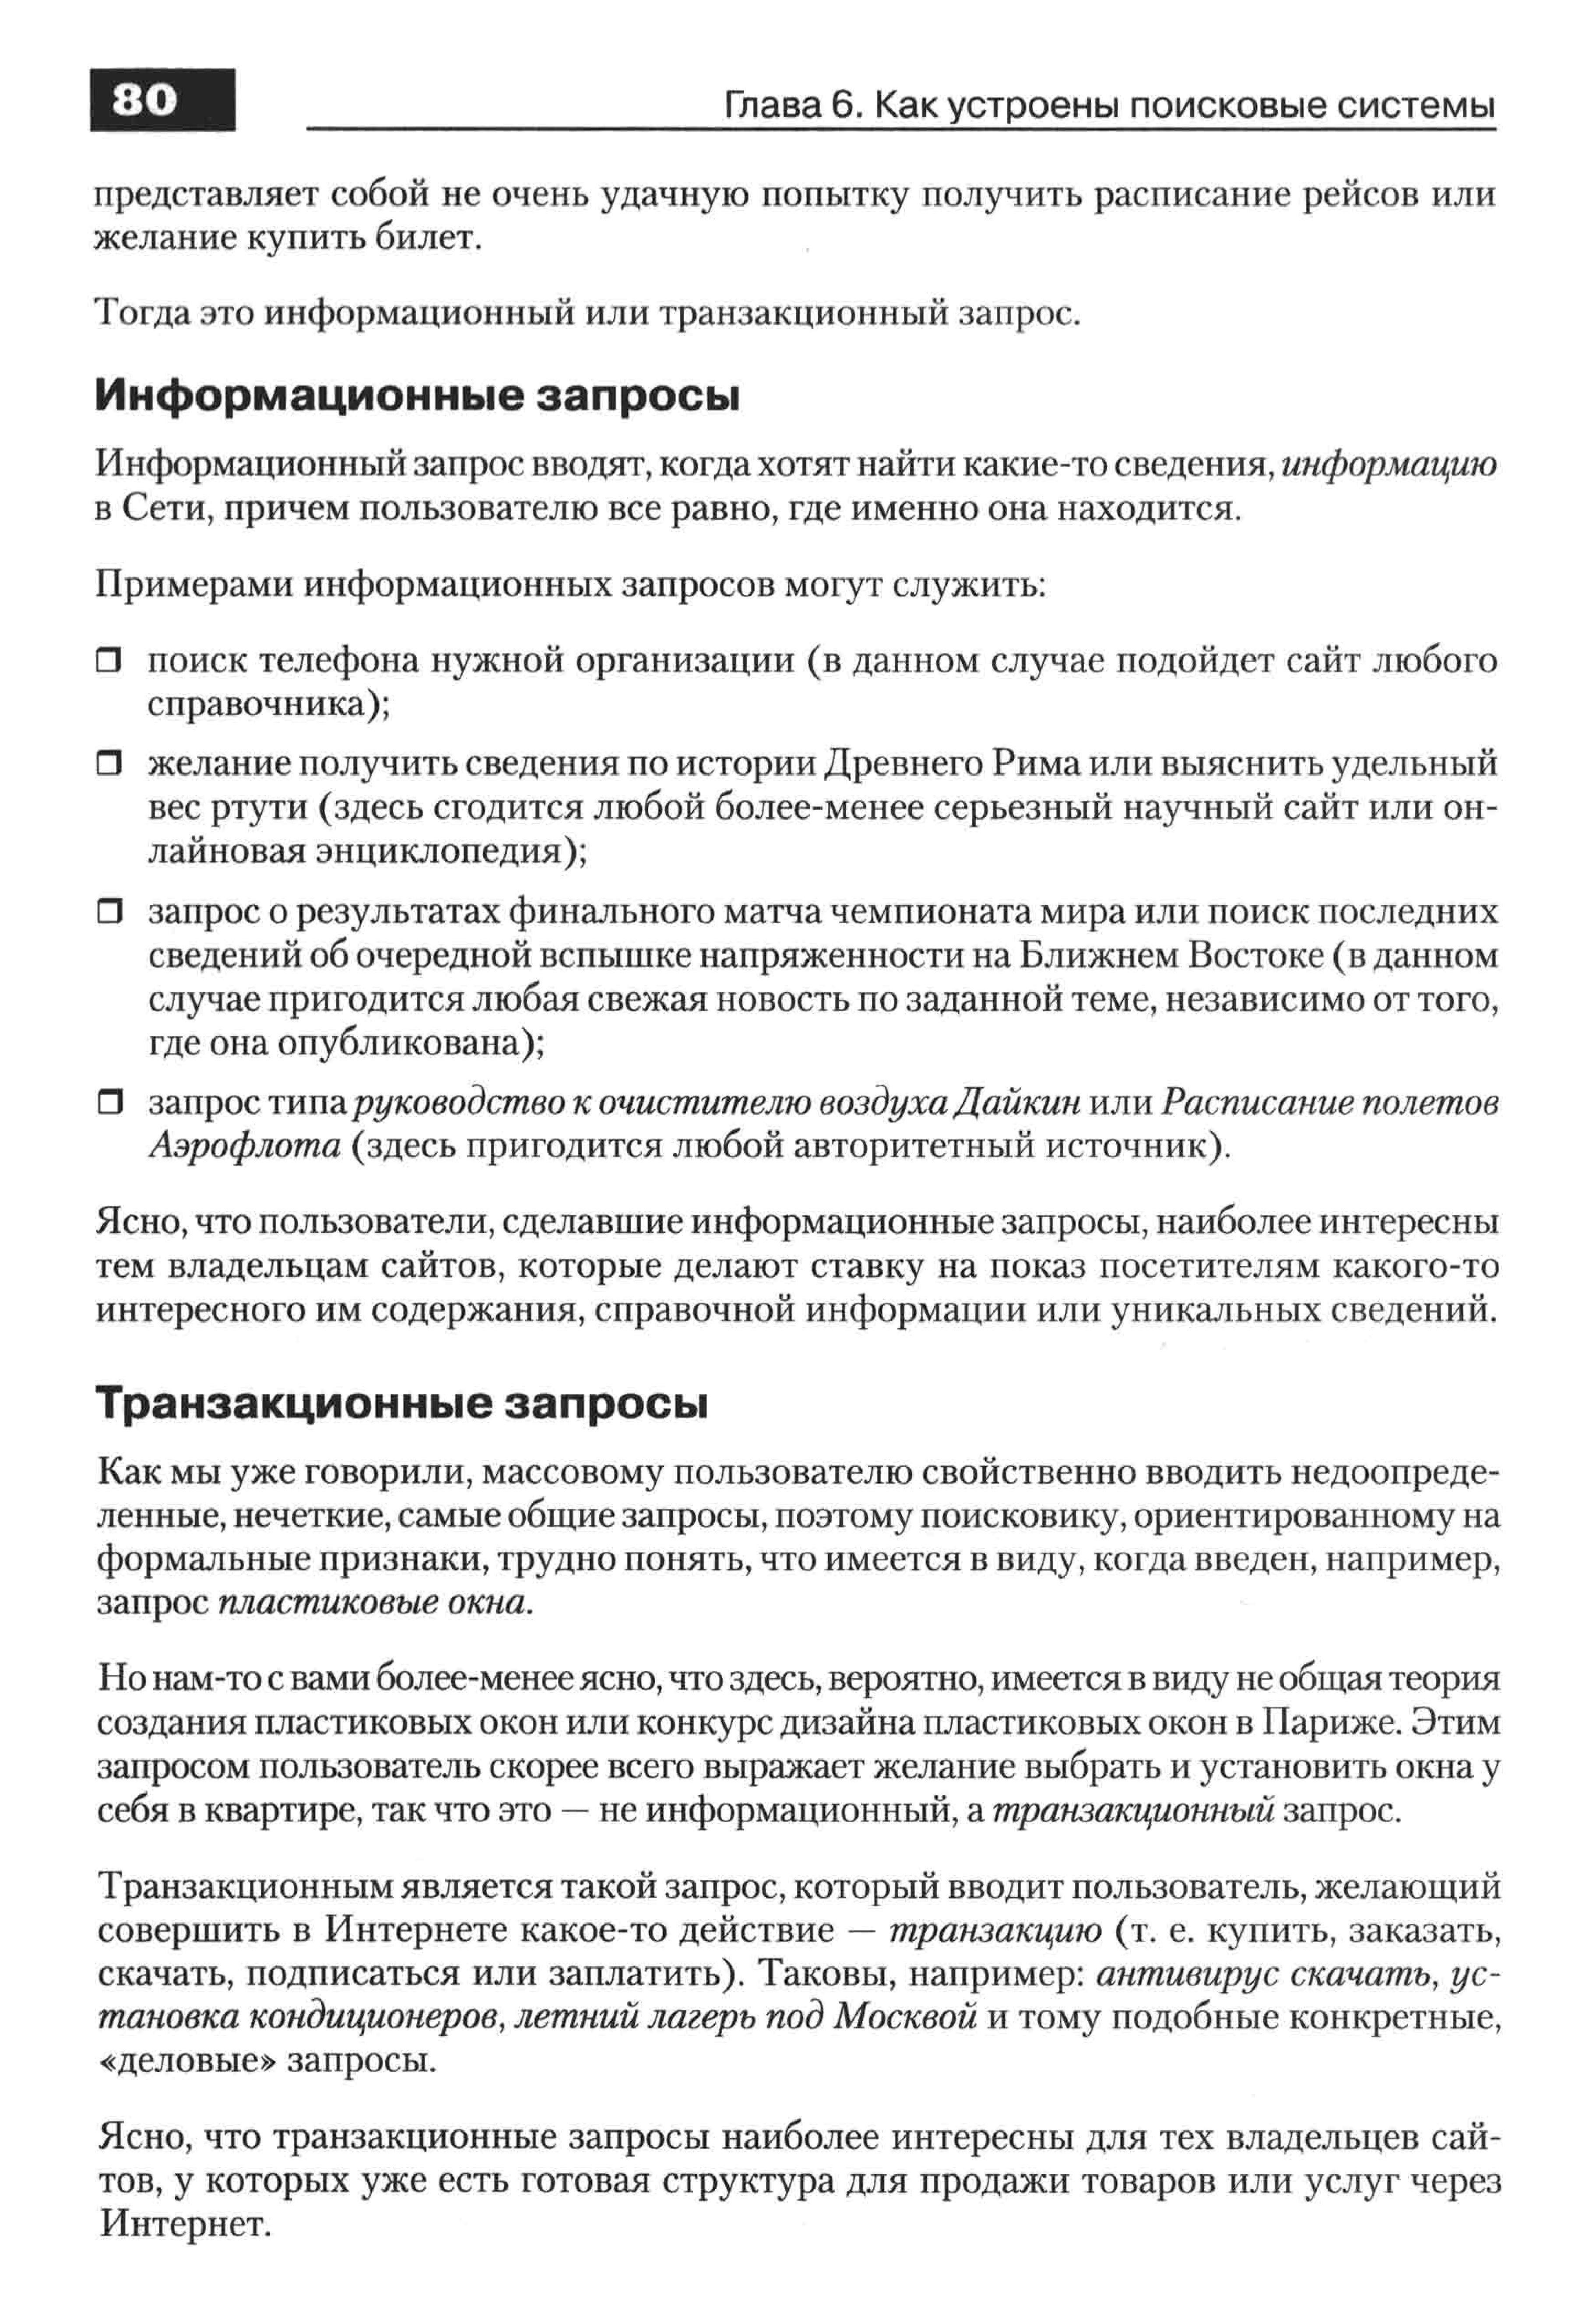 80
Глава 6. Как устроены поисковые системы
представляет собой не очень удачную попытку получить расписание рейсов или
желание купить билет.
Тогда это информационный или транзакционный запрос.
Информационные запросы
Информационный запрос вводят, когда хотят найти какие-то сведения, информацию
в Сети, причем пользователю все равно, где именно она находится.
Примерами информационных запросов могут служить:
❒ поиск телефона нужной организации (в данном случае подойдет сайт любого
справочника);
❒ желание получить сведения по истории Древнего Рима или выяснить удельный
вес ртути (здесь сгодится любой более-менее серьезный научный сайт или он-
лайновая энциклопедия);
❒ запрос о результатах финального матча чемпионата мира или поиск последних
сведений об очередной вспышке напряженности на Ближнем Востоке (в данном
случае пригодится любая свежая новость по заданной теме, независимо от того,
где она опубликована);
❒ запрос типа руководство к очистителю воздуха Дайкин или Расписание полетов
Аэрофлота (здесь пригодится любой авторитетный источник).
Ясно, что пользователи, сделавшие информационные запросы, наиболее интересны
тем владельцам сайтов, которые делают ставку на показ посетителям какого-то
интересного им содержания, справочной информации или уникальных сведений.
Транзакционные запросы
Как мы уже говорили, массовому пользователю свойственно вводить недоопреде-
ленные, нечеткие, самые общие запросы, поэтому поисковику, ориентированному на
формальные признаки, трудно понять, что имеется в виду, когда введен, например,
запрос пластиковые окна.
Но нам-то с вами более-менее ясно, что здесь, вероятно, имеется в виду не общая теория
создания пластиковых окон или конкурс дизайна пластиковых окон в Париже. Этим
запросом пользователь скорее всего выражает желание выбрать и установить окна у
себя в квартире, так что это — не информационный, а транзакционный запрос.
Транзакционным является такой запрос, который вводит пользователь, желающий
совершить в Интернете какое-то действие — транзакцию (т. е. купить, заказать,
скачать, подписаться или заплатить). Таковы, например: антивирус скачать, ус-
тановка кондиционеров, летний лагерь под Москвой и тому подобные конкретные,
«деловые» запросы.
Ясно, что транзакционные запросы наиболее интересны для тех владельцев сай-
тов, у которых уже есть готовая структура для продажи товаров или услуг через
Интернет.